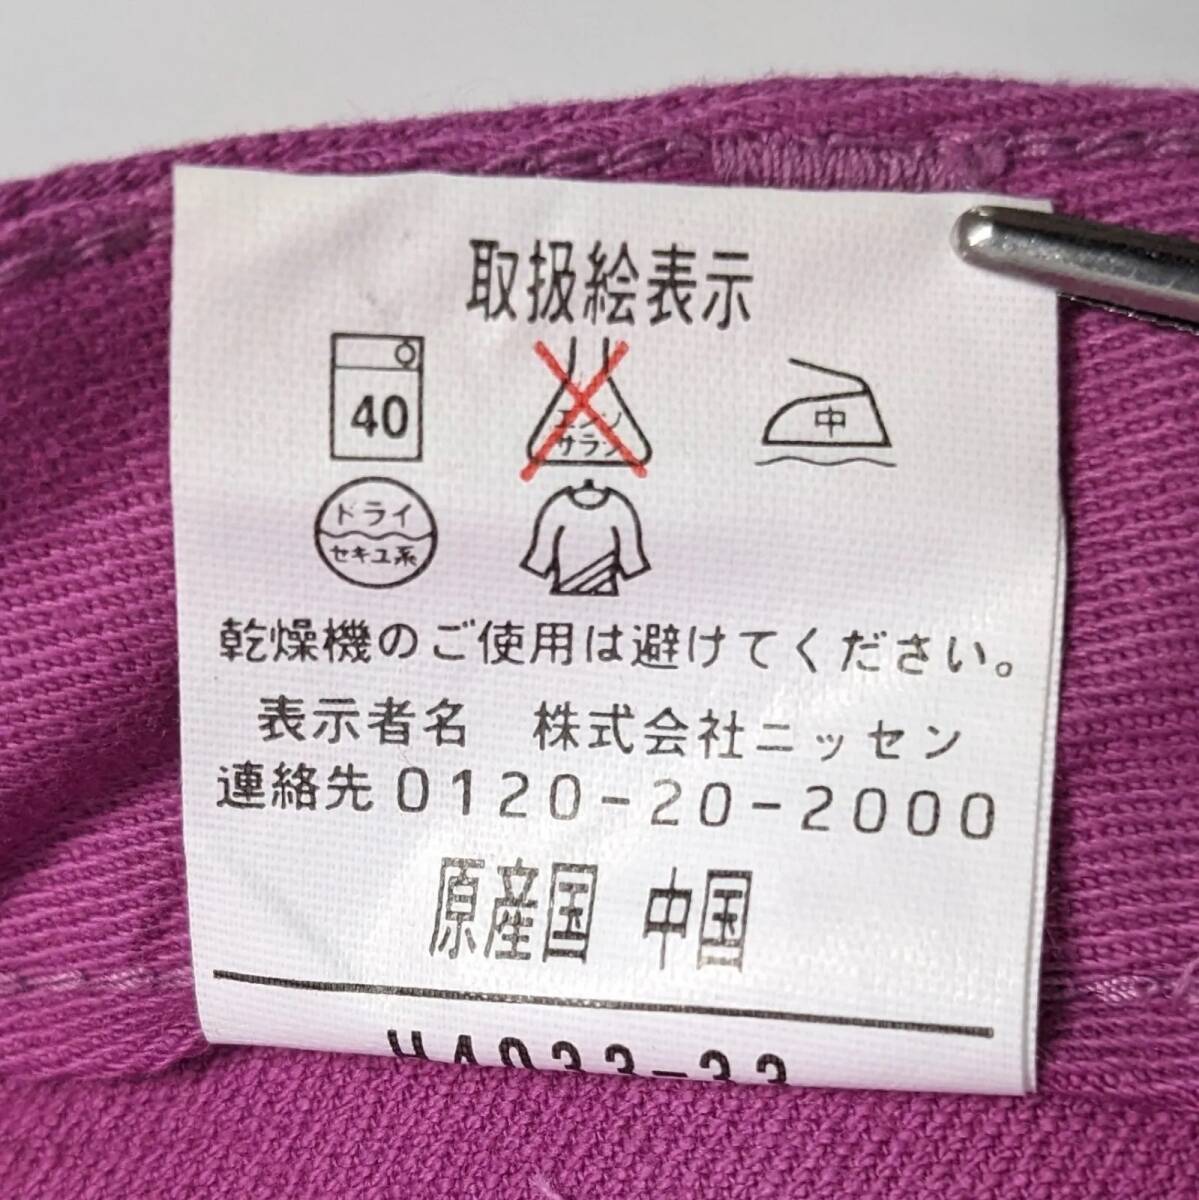 取扱絵表示
40
エンソ
サラシ
中
ドライ
セキユ系
乾燥機のご使用は避けてください。
表示者名 株式会社ニッセン
連絡先 0120-20-2000
原産国 中国
H4933-33